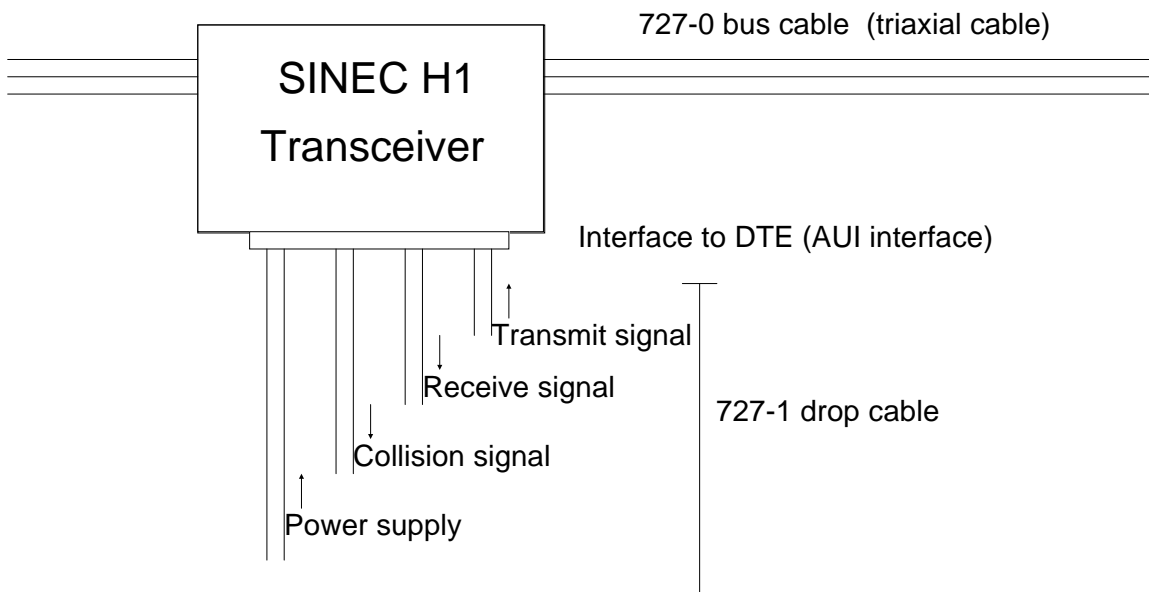 727-0 bus cable (triaxial cable)
SINEC H1
Transceiver
Interface to DTE (AUI interface)
Transmit signal
Receive signal
727-1 drop cable
Collision signal
Power supply